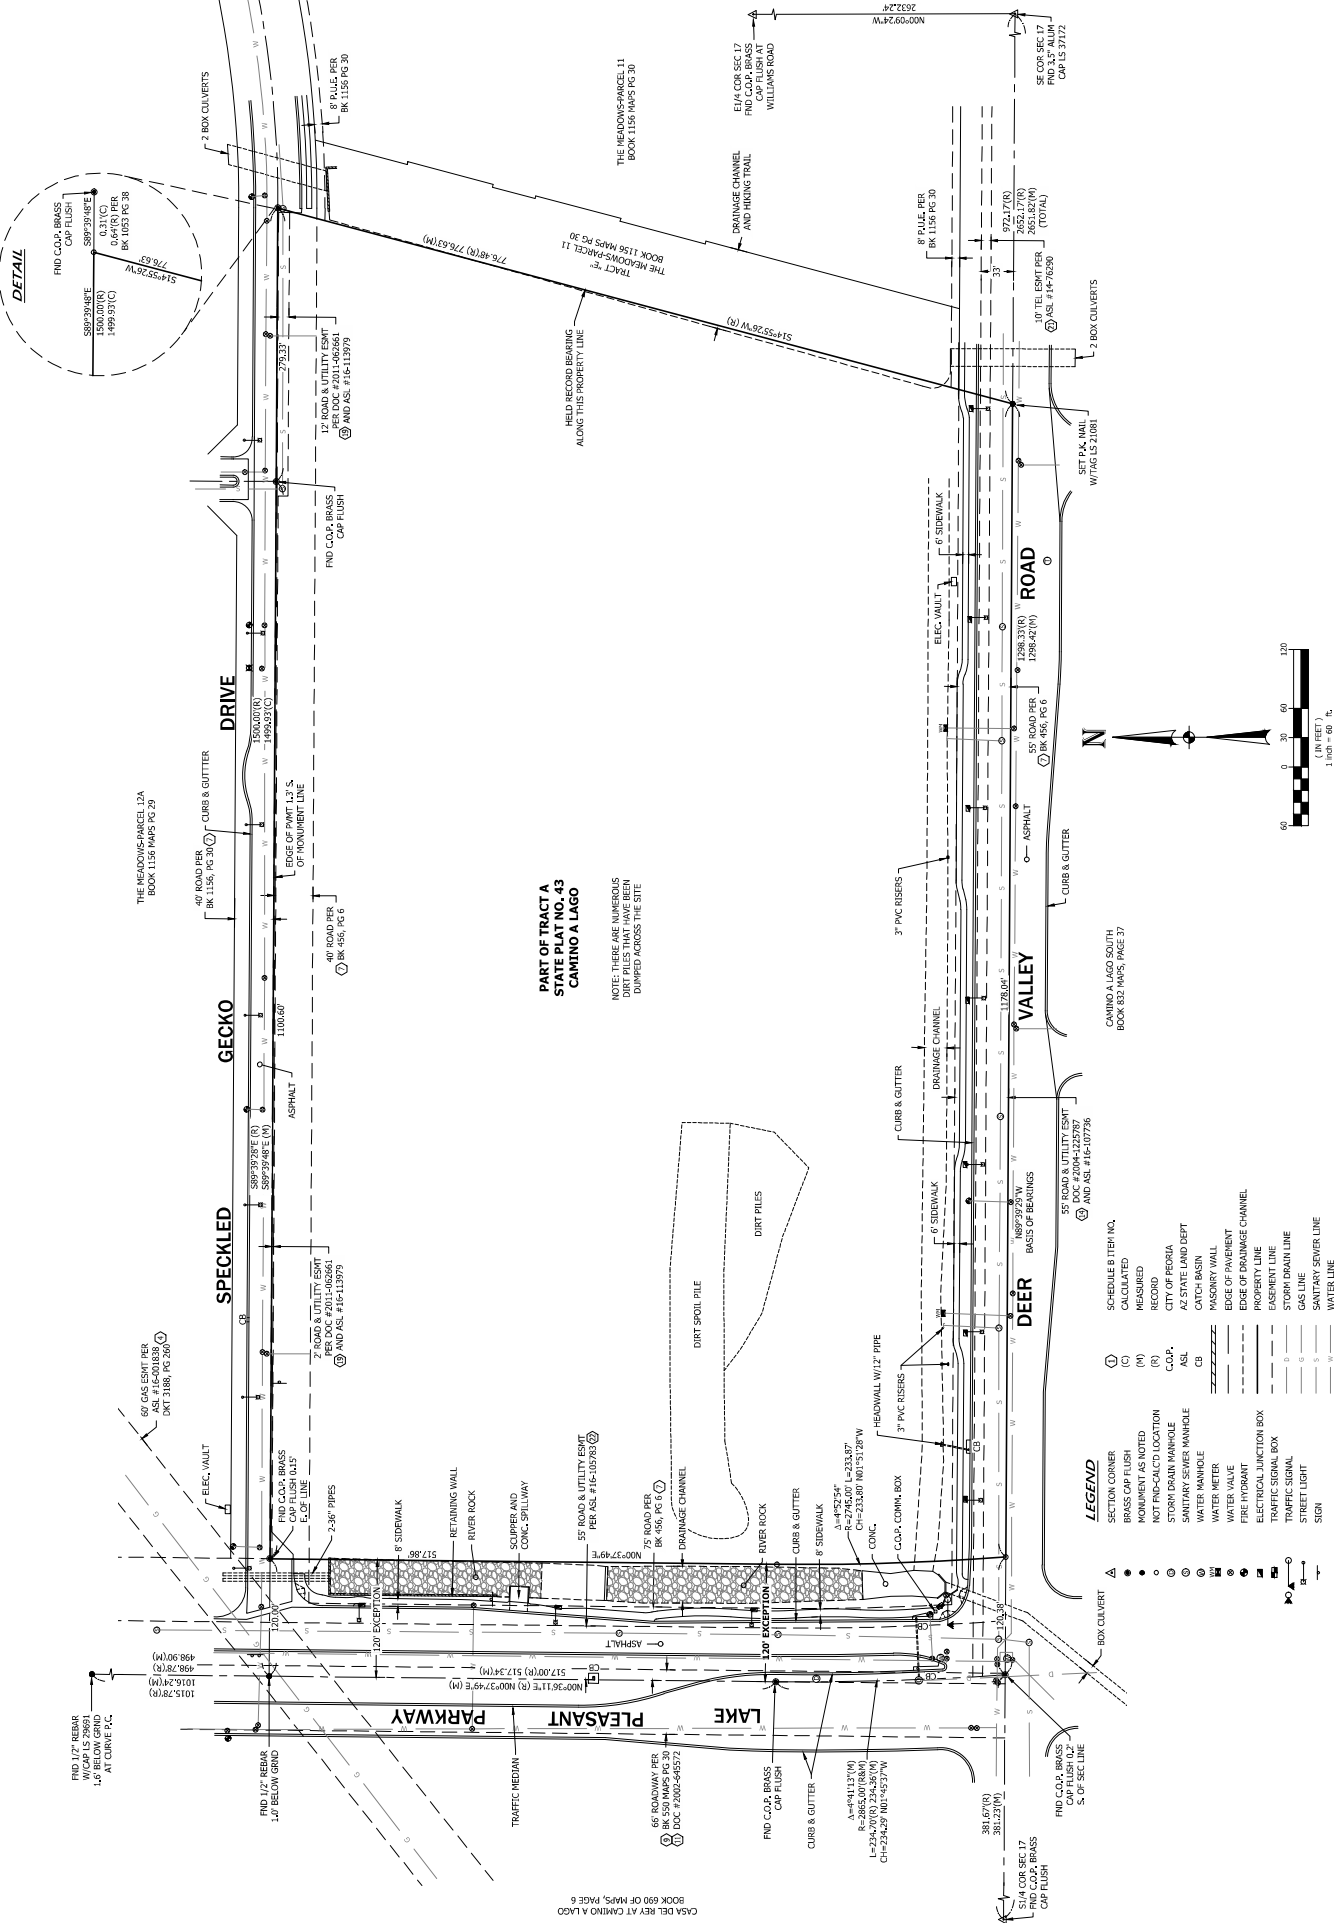 DETAIL
FND C.O.P. BRASS
CAP FLUSH
S89°39'48"E
0.31'(C)
0.64'(R) PER
BK 1053 PG 38
S89°39'48"E
1500.00'(R)
1499.93'(C)
S14°55'26"W
776.63'
2 BOX CULVERTS
8' P.U.E. PER
BK 1156 PG 30
THE MEADOWS-PARCEL 11
BOOK 1156 MAPS PG 30
E1/4 COR SEC 17
FND C.O.P. BRASS
CAP FLUSH AT
WILLIAMS ROAD
N00°09'24"W
2632.24'
SE COR SEC 17
FND 3.5" ALUM
CAP LS 37172
DRAINAGE CHANNEL
AND HIKING TRAIL
8' P.U.E. PER
BK 1156 PG 30
972.17'(R)
2652.17'(R)
2651.82'(M)
(TOTAL)
33'
10' TEL ESMT PER
21 ASL #14-76290
2 BOX CULVERTS
TRACT "E"
THE MEADOWS-PARCEL 11
BOOK 1156 MAPS PG 30
776.48'(R) 776.63'(M)
S14°55'26"W (R)
HELD RECORD BEARING
ALONG THIS PROPERTY LINE
279.33'
12' ROAD & UTILITY ESMT
PER DOC #2011-062661
19 AND ASL #16-113979
FND C.O.P. BRASS
CAP FLUSH
SET P.K. NAIL
W/TAG LS 21081
THE MEADOWS-PARCEL 12A
BOOK 1156 MAPS PG 29
SPECKLED GECKO DRIVE
1500.00'(R)
1499.93'(C)
CURB & GUTTTER
40' ROAD PER
BK 1156, PG 30 7
EDGE OF PVMT 1.3' S.
OF MONUMENT LINE
40' ROAD PER
7 BK 456, PG 6
1100.60'
ASPHALT
S89°39'28"E (R)
S89°39'48"E (M)
CB
2' ROAD & UTILITY ESMT
PER DOC #2011-062661
19 AND ASL #16-113979
60' GAS ESMT PER
ASL #16-001838 4
DKT 3188, PG 260
ELEC. VAULT
FND C.O.P. BRASS
CAP FLUSH 0.15'
E. OF LINE
2-36" PIPES
PART OF TRACT A
STATE PLAT NO. 43
CAMINO A LAGO
NOTE: THERE ARE NUMEROUS
DIRT PILES THAT HAVE BEEN
DUMPED ACROSS THE SITE
DIRT PILES
DIRT SPOIL PILE
8' SIDEWALK
RETAINING WALL
RIVER ROCK
SCUPPER AND
CONC. SPILLWAY
55' ROAD & UTILITY ESMT
PER ASL #16-105783 22
75' ROAD PER
BK 456, PG 6 7
DRAINAGE CHANNEL
RIVER ROCK
CURB & GUTTER
8' SIDEWALK
Δ=4°52'54"
R=2745.00' L=233.87'
CH=233.80' N01°51'28"W
CONC.
C.O.P. COMM. BOX
517.86'
N00°37'49"E
120' EXCEPTION
120' EXCEPTION
120.00'
120.38'
ASPHALT
CB
CB
CB
1015.78'(R)
1016.24'(M)
498.78'(R)
498.90'(M)
N00°36'11"E (R) N00°37'49"E (M)
517.00'(R) 517.34'(M)
LAKE PLEASANT PARKWAY
FND 1/2" REBAR
W/CAP LS 29691
1.6' BELOW GRND
AT CURVE P.C.
FND 1/2" REBAR
1.0' BELOW GRND
TRAFFIC MEDIAN
66' ROADWAY PER
9 BK 550 MAPS PG 30
11 DOC #2002-645572
FND C.O.P. BRASS
CAP FLUSH
CURB & GUTTER
Δ=4°41'13"(M)
R=2865.00'(R&M)
L=234.70'(R) 234.36'(M)
CH=234.29' N01°45'37"W
381.67'(R)
381.23'(M)
FND C.O.P. BRASS
CAP FLUSH 0.2'
S. OF SEC LINE
S1/4 COR SEC 17
FND C.O.P. BRASS
CAP FLUSH
CASA DEL REY AT CAMINO A LAGO
BOOK 690 OF MAPS, PAGE 6
BOX CULVERT
6' SIDEWALK
ELEC. VAULT
3" PVC RISERS
DRAINAGE CHANNEL
CURB & GUTTER
6' SIDEWALK
HEADWALL W/12" PIPE
3" PVC RISERS
CB
DEER VALLEY ROAD
1298.33'(R)
1298.42'(M)
55' ROAD PER
7 BK 456, PG 6
ASPHALT
CURB & GUTTER
1178.04'
N89°39'29"W
BASIS OF BEARINGS
55' ROAD & UTILITY ESMT
DOC #2004-1225787
14 AND ASL #16-107736
CAMINO A LAGO SOUTH
BOOK 832 MAPS, PAGE 37
N
60 0 30 60 120
( IN FEET )
1 inch = 60 ft.
LEGEND
SECTION CORNER
BRASS CAP FLUSH
MONUMENT AS NOTED
NOT FND-CALC'D LOCATION
STORM DRAIN MANHOLE
SANITARY SEWER MANHOLE
WATER MANHOLE
WATER METER
WATER VALVE
FIRE HYDRANT
ELECTRICAL JUNCTION BOX
TRAFFIC SIGNAL BOX
TRAFFIC SIGNAL
STREET LIGHT
SIGN
1 SCHEDULE B ITEM NO.
(C) CALCULATED
(M) MEASURED
(R) RECORD
C.O.P. CITY OF PEORIA
ASL AZ STATE LAND DEPT
CB CATCH BASIN
MASONRY WALL
EDGE OF PAVEMENT
EDGE OF DRAINAGE CHANNEL
PROPERTY LINE
EASEMENT LINE
D STORM DRAIN LINE
G GAS LINE
S SANITARY SEWER LINE
W WATER LINE